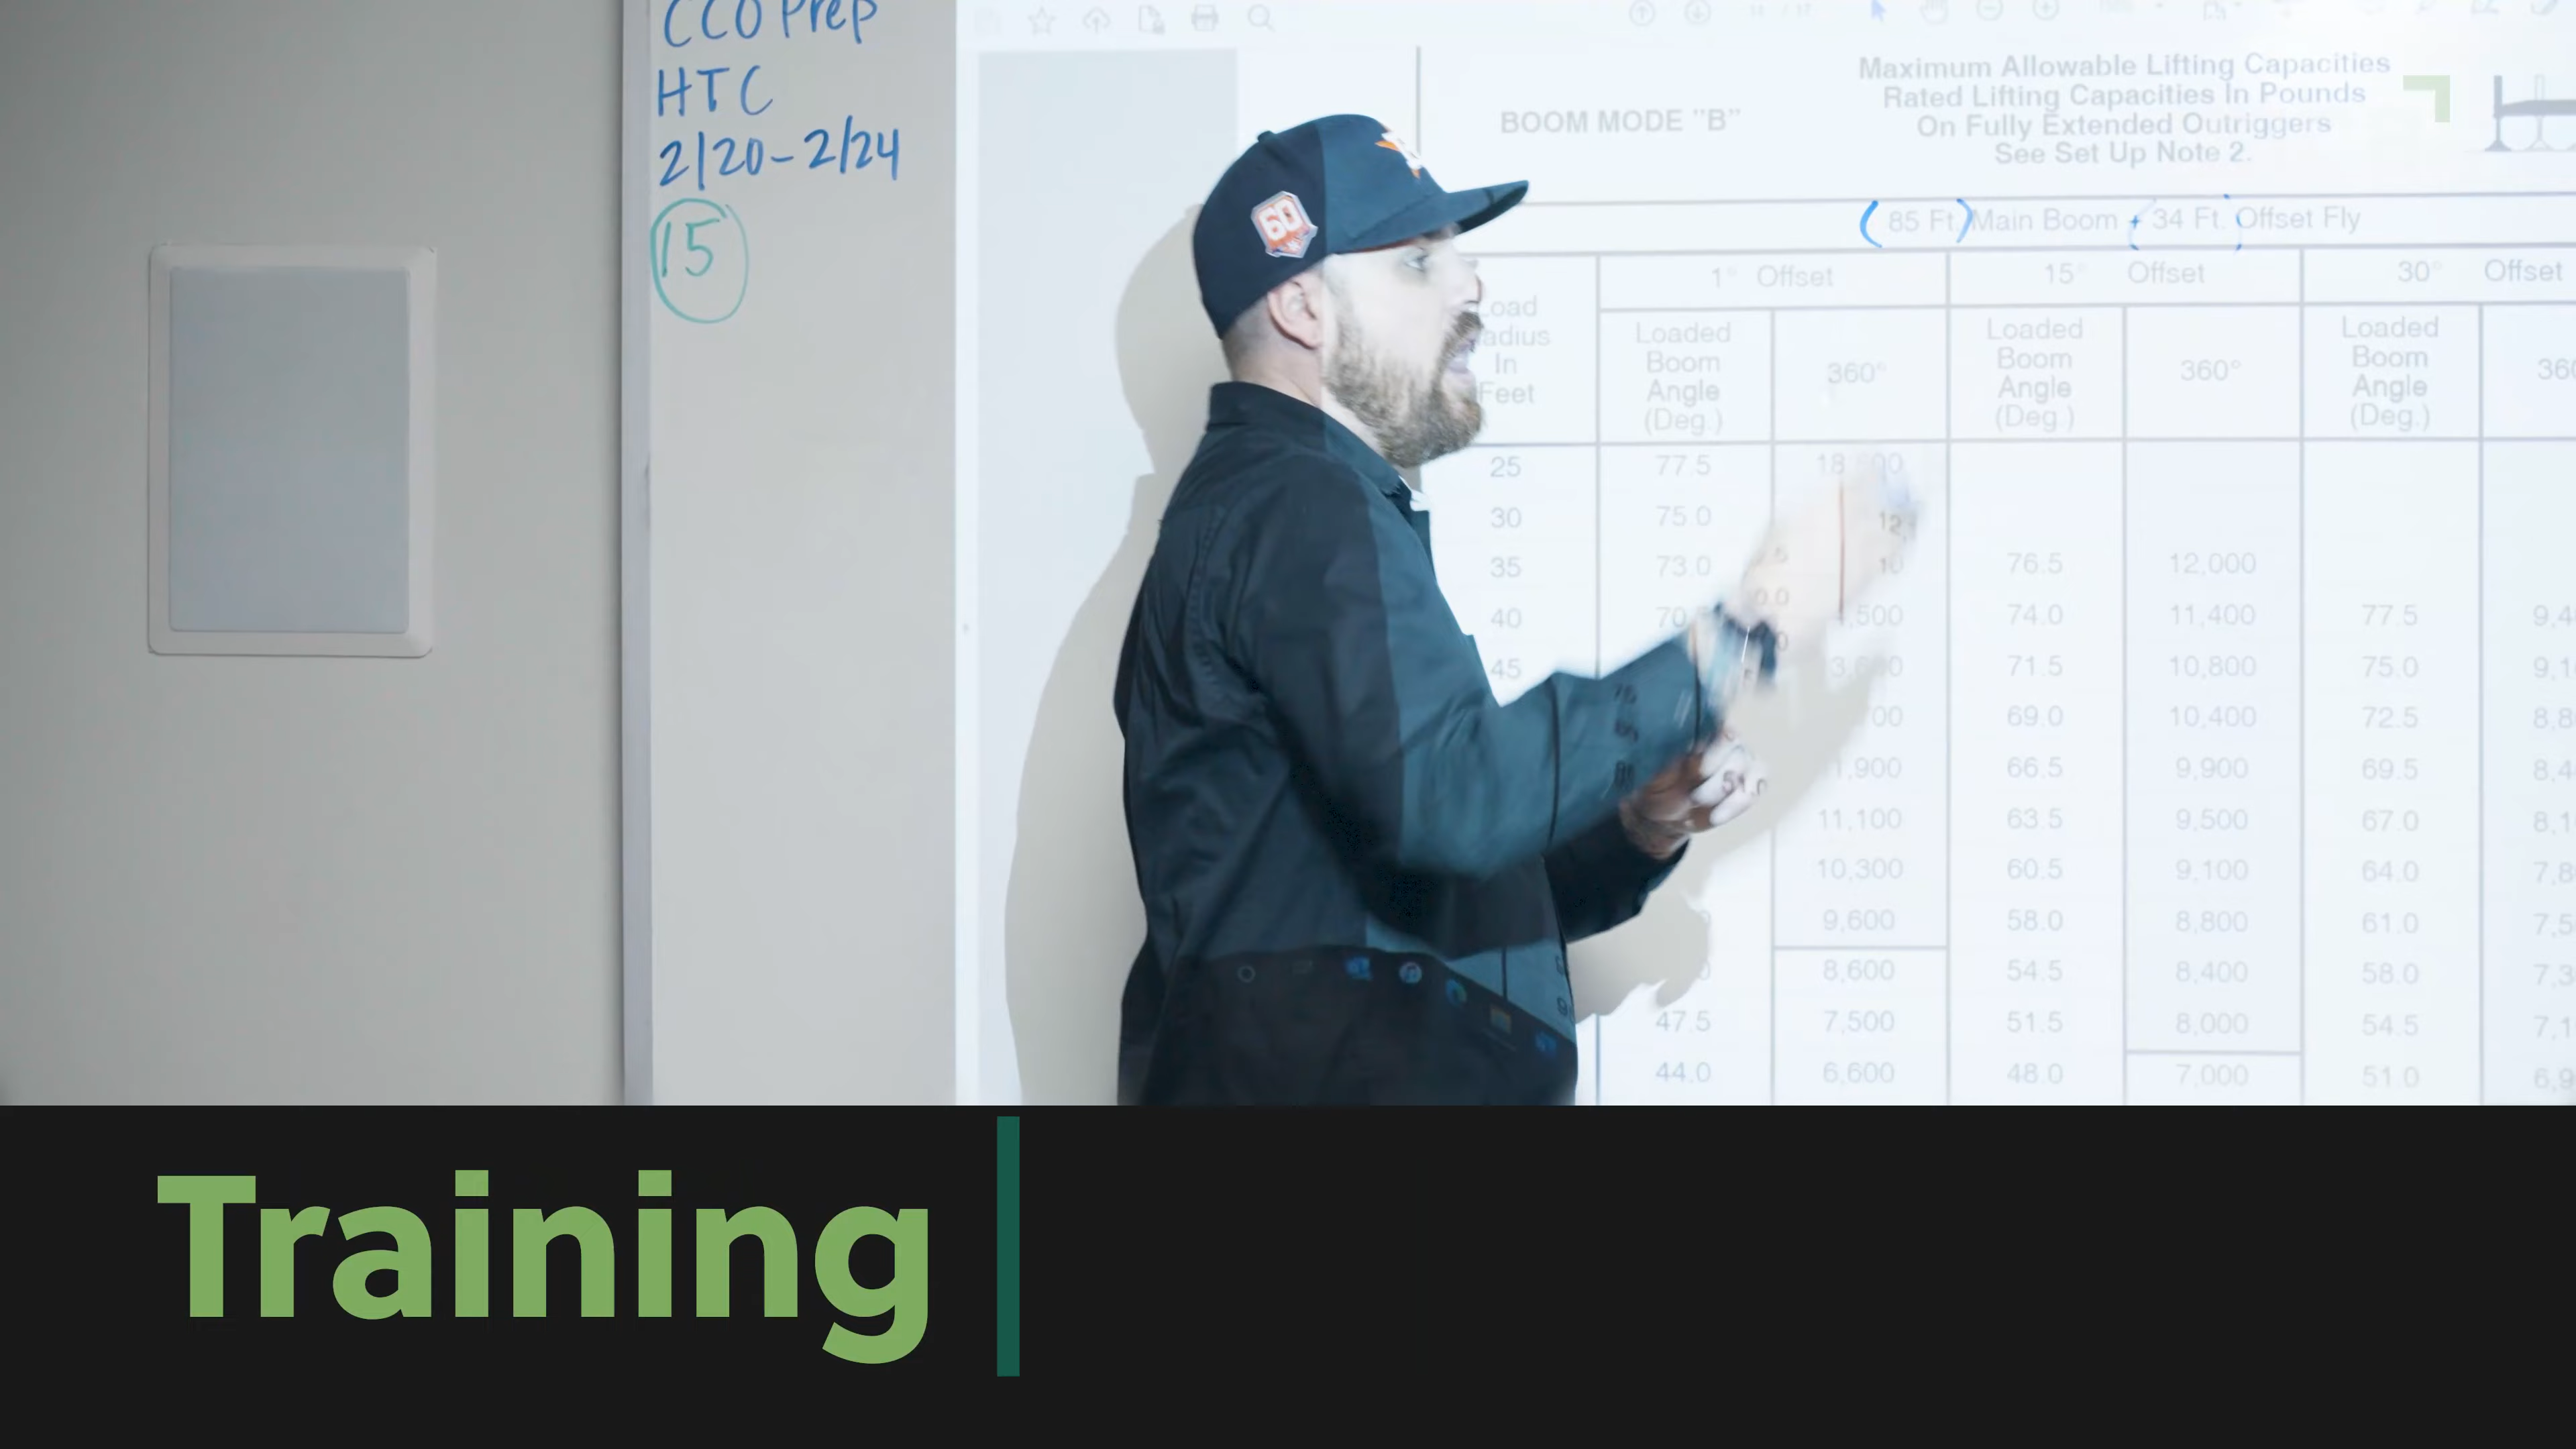 CCO Prep
HTC
2/20-2/24
15
60
Maximum Allowable Lifting Capacities
Rated Lifting Capacities In Pounds
On Fully Extended Outriggers
See Set Up Note 2.
BOOM MODE "B"
(85 Ft.) Main Boom + 34 Ft. Offset Fly
1° Offset 15° Offset 30° Offset
Load
In
Feet
Loaded Boom Angle (Deg.) 360° Loaded Boom Angle (Deg.) 360° Loaded Boom Angle (Deg.)
25 77.5
30 75.0
35 73.0 76.5 12,000
40 74.0 11,400 77.5
45 71.5 10,800 75.0
69.0 10,400 72.5
66.5 9,900 69.5
11,100 63.5 9,500 67.0
10,300 60.5 9,100 64.0
9,600 58.0 8,800 61.0
8,600 54.5 8,400 58.0
47.5 7,500 51.5 8,000 54.5
44.0 6,600 48.0 7,000 51.0
Training